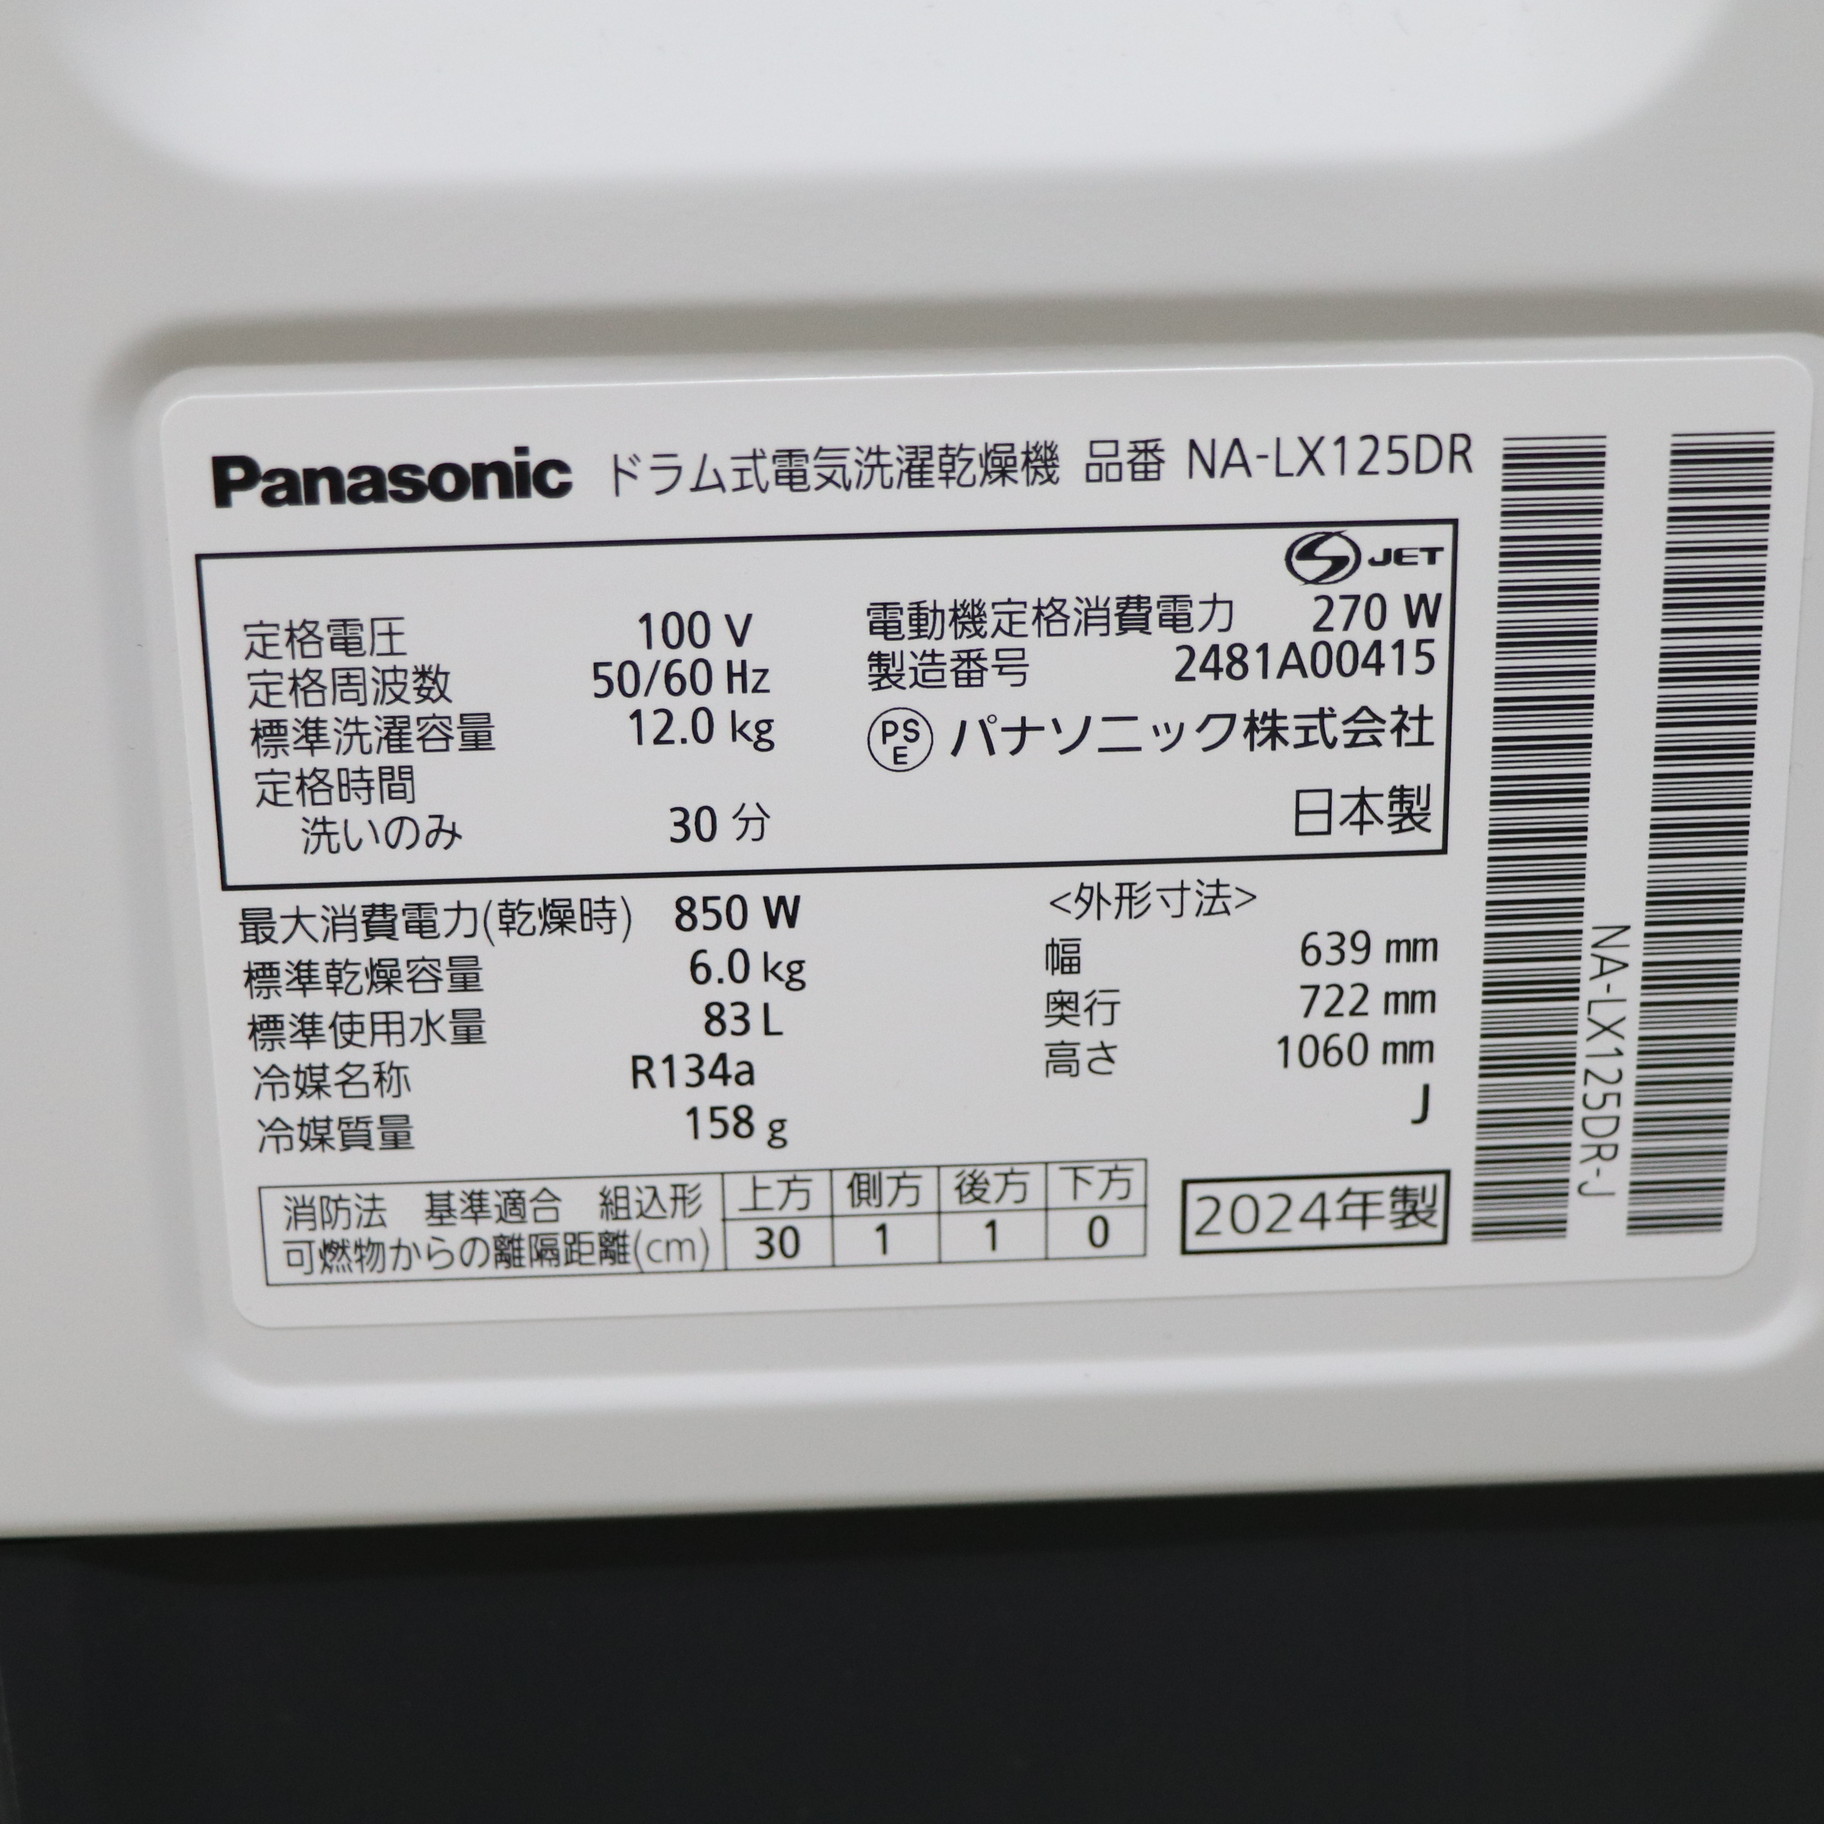 Panasonic ドラム式電気洗濯乾燥機 品番 NA-LX125DR
JET
定格電圧 100 V
定格周波数 50/60 Hz
標準洗濯容量 12.0 kg
定格時間
洗いのみ 30 分
電動機定格消費電力 270 W
製造番号 2481A00415
PSE パナソニック株式会社
日本製
最大消費電力(乾燥時) 850 W
標準乾燥容量 6.0 kg
標準使用水量 83 L
冷媒名称 R134a
冷媒質量 158 g
<外形寸法>
幅 639 mm
奥行 722 mm
高さ 1060 mm
J
消防法 基準適合 組込形 上方 側方 後方 下方
可燃物からの離隔距離(cm) 30 1 1 0
2024年製
NA-LX125DR-J